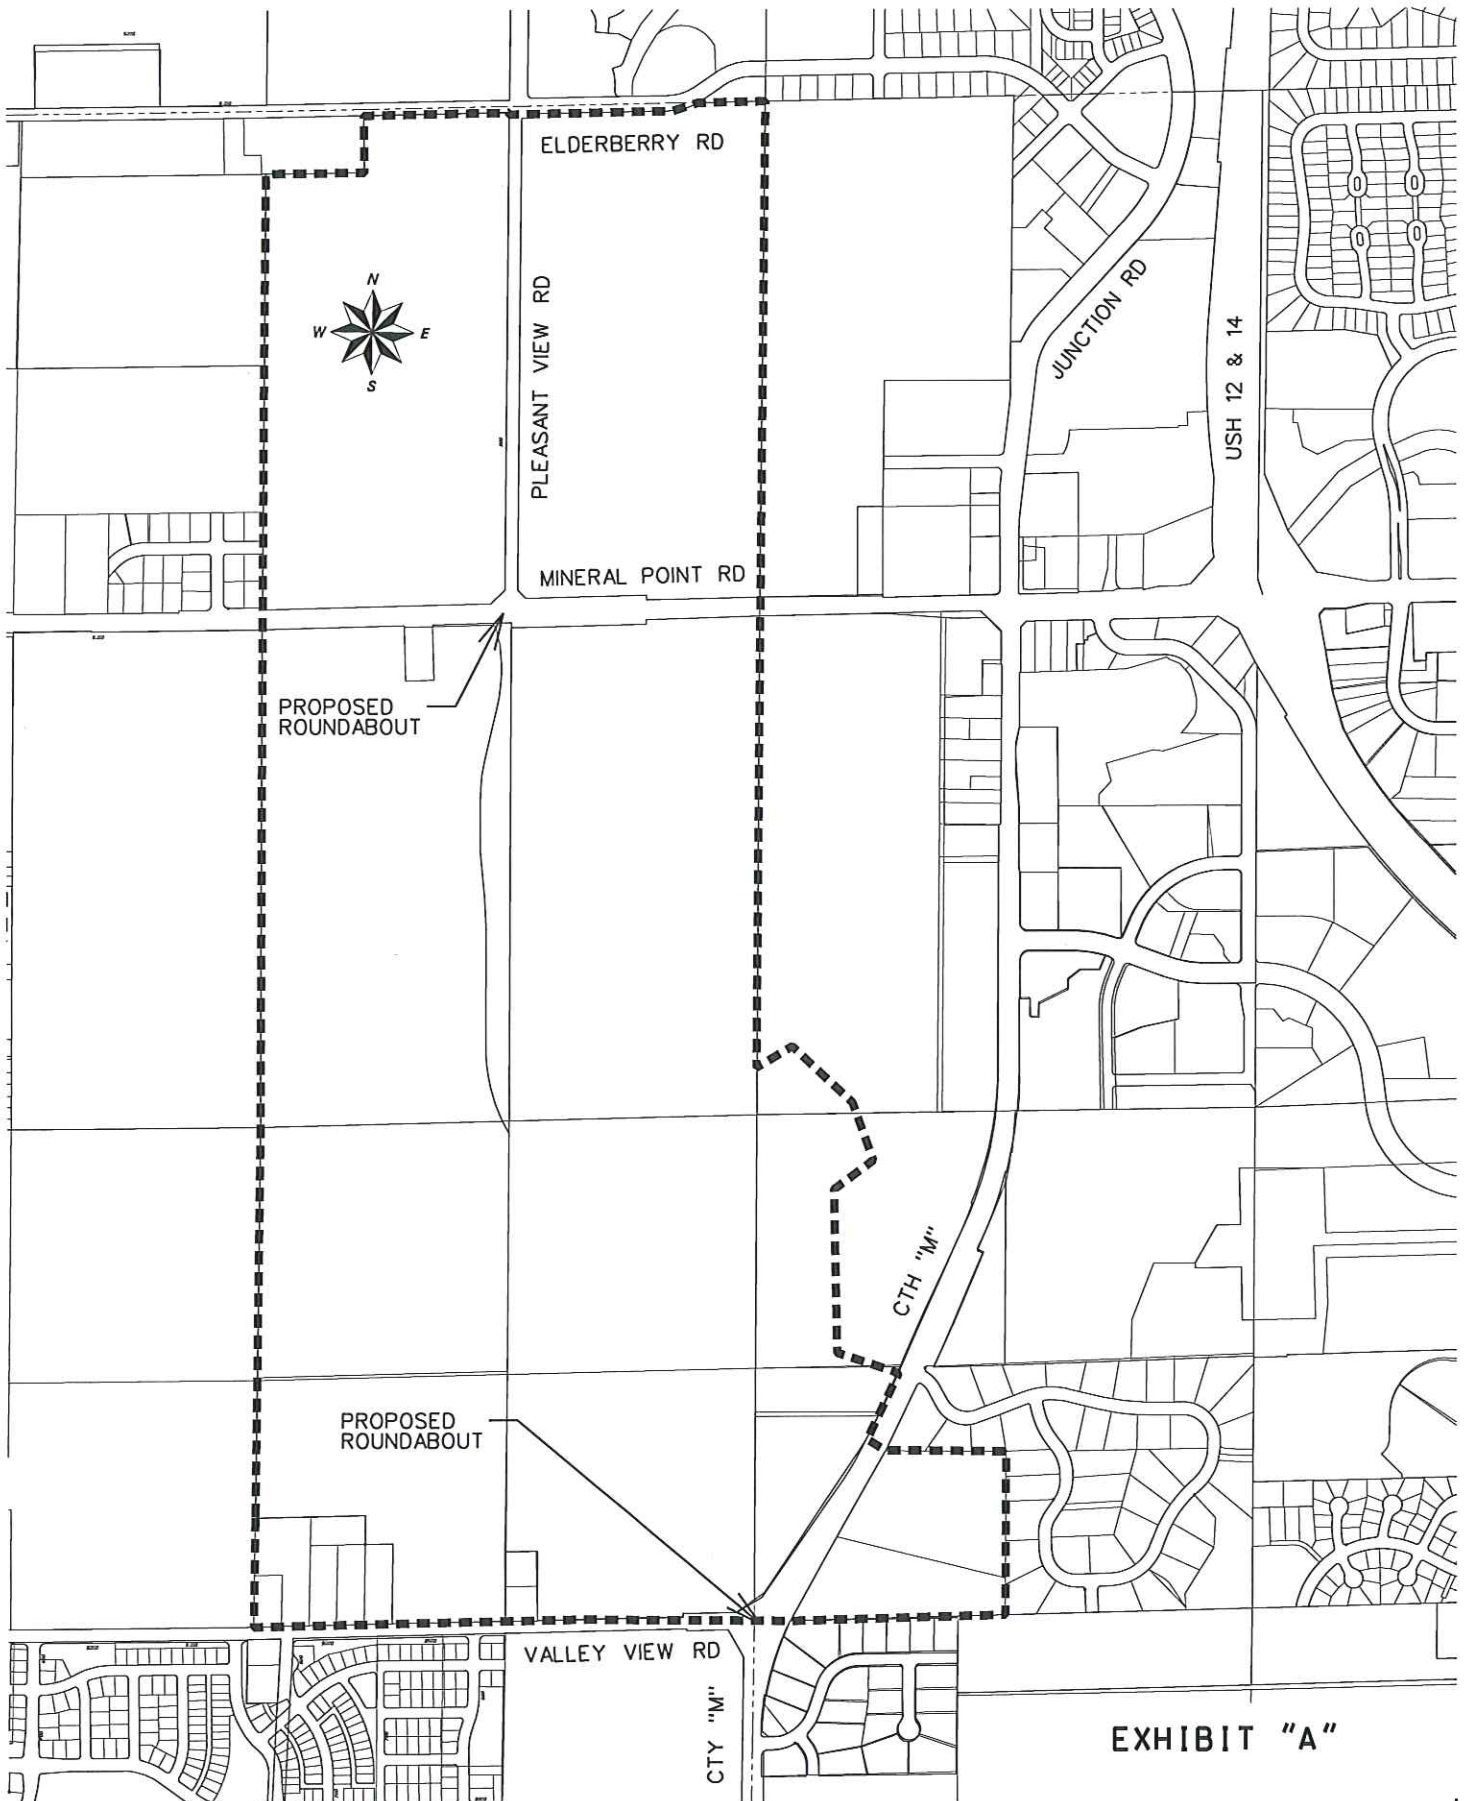 ELDERBERRY RD
N
W E
S
PLEASANT VIEW RD
JUNCTION RD
USH 12 & 14
MINERAL POINT RD
PROPOSED
ROUNDABOUT
CTH "M"
PROPOSED
ROUNDABOUT
VALLEY VIEW RD
CTY "M"
EXHIBIT "A"